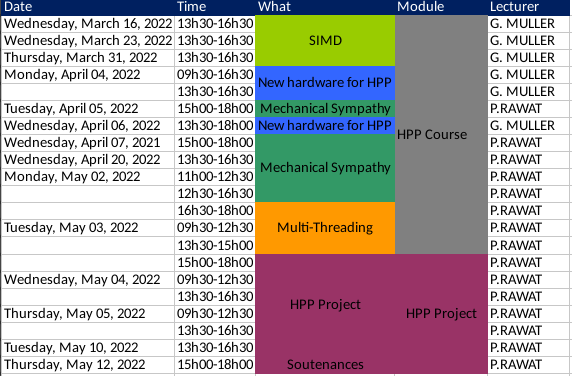 Date Time What Module Lecturer
Wednesday, March 16, 2022 13h30-16h30 G. MULLER
Wednesday, March 23, 2022 13h30-16h30 SIMD G. MULLER
Thursday, March 31, 2022 13h30-16h30 G. MULLER
Monday, April 04, 2022 09h30-16h30 New hardware for HPP G. MULLER
13h30-16h30 G. MULLER
Tuesday, April 05, 2022 15h00-18h00 Mechanical Sympathy P.RAWAT
Wednesday, April 06, 2022 13h30-18h00 New hardware for HPP HPP Course G. MULLER
Wednesday, April 07, 2021 15h00-18h00 P.RAWAT
Wednesday, April 20, 2022 13h30-16h30 Mechanical Sympathy P.RAWAT
Monday, May 02, 2022 11h00-12h30 P.RAWAT
12h30-16h30 P.RAWAT
16h30-18h00 P.RAWAT
Tuesday, May 03, 2022 09h30-12h30 Multi-Threading P.RAWAT
13h30-15h00 P.RAWAT
15h00-18h00 P.RAWAT
Wednesday, May 04, 2022 09h30-12h30 P.RAWAT
13h30-16h30 HPP Project P.RAWAT
Thursday, May 05, 2022 09h30-12h30 HPP Project P.RAWAT
13h30-16h30 P.RAWAT
Tuesday, May 10, 2022 13h30-16h30 P.RAWAT
Thursday, May 12, 2022 15h00-18h00 Soutenances P.RAWAT